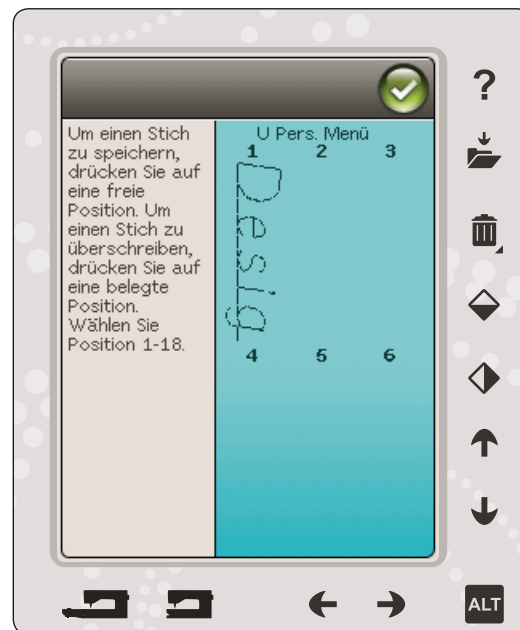 Um einen Stich
zu speichern,
drücken Sie auf
eine freie
Position. Um
einen Stich zu
überschreiben,
drücken Sie auf
eine belegte
Position.
Wählen Sie
Position 1-18.
U Pers. Menü
1 2 3
Desig
4 5 6
?
ALT